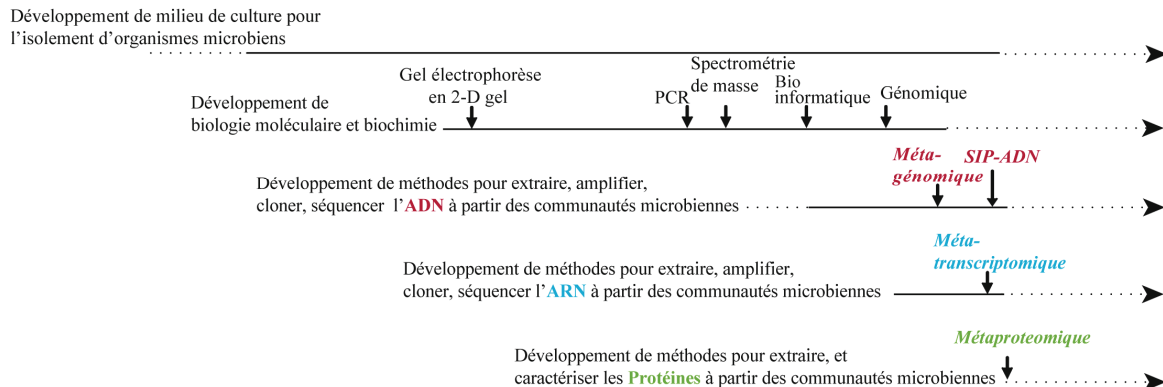 Développement de milieu de culture pour
l'isolement d'organismes microbiens
Gel électrophorèse
en 2-D gel
PCR
Spectrométrie
de masse
Bio
informatique
Génomique
Développement de
biologie moléculaire et biochimie
Méta-
génomique
SIP-ADN
Développement de méthodes pour extraire, amplifier,
cloner, séquencer l'ADN à partir des communautés microbiennes
Méta-
transcriptomique
Développement de méthodes pour extraire, amplifier,
cloner, séquencer l'ARN à partir des communautés microbiennes
Métaproteomique
Développement de méthodes pour extraire, et
caractériser les Protéines à partir des communautés microbiennes